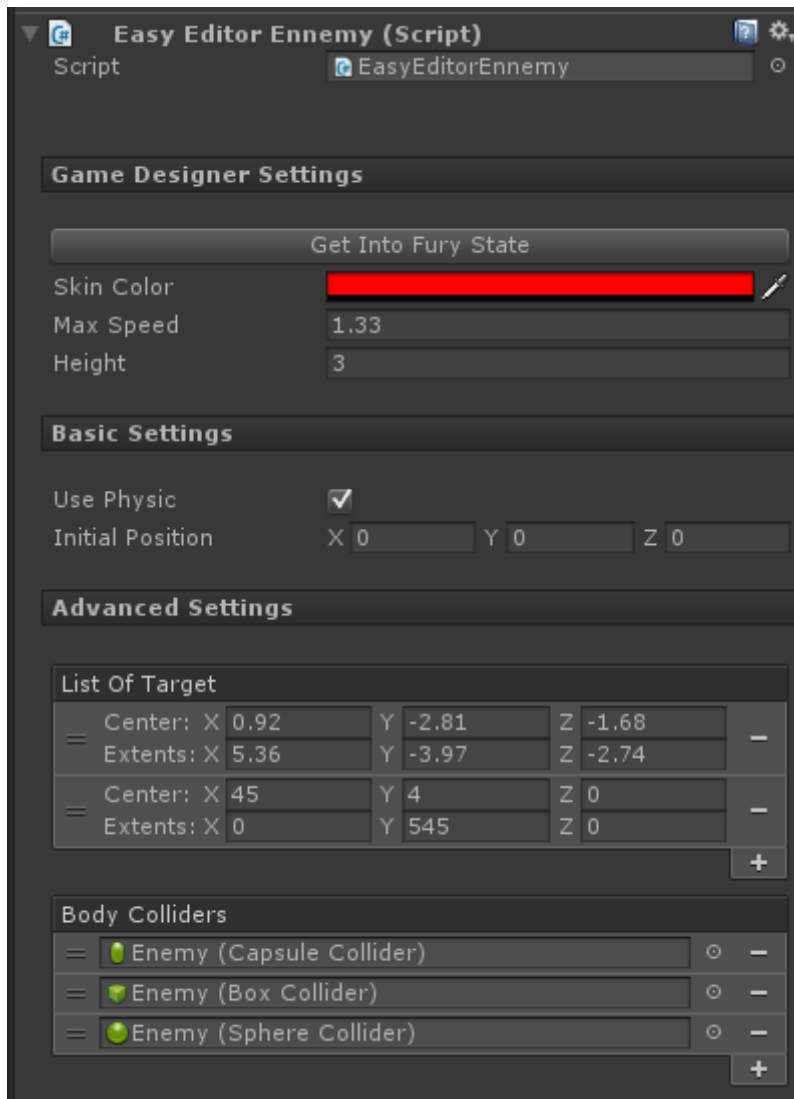 Easy Editor Ennemy (Script)
Script EasyEditorEnnemy
Game Designer Settings
Get Into Fury State
Skin Color
Max Speed 1.33
Height 3
Basic Settings
Use Physic
Initial Position X 0 Y 0 Z 0
Advanced Settings
List Of Target
Center: X 0.92 Y -2.81 Z -1.68
Extents: X 5.36 Y -3.97 Z -2.74
Center: X 45 Y 4 Z 0
Extents: X 0 Y 545 Z 0
Body Colliders
Enemy (Capsule Collider)
Enemy (Box Collider)
Enemy (Sphere Collider)